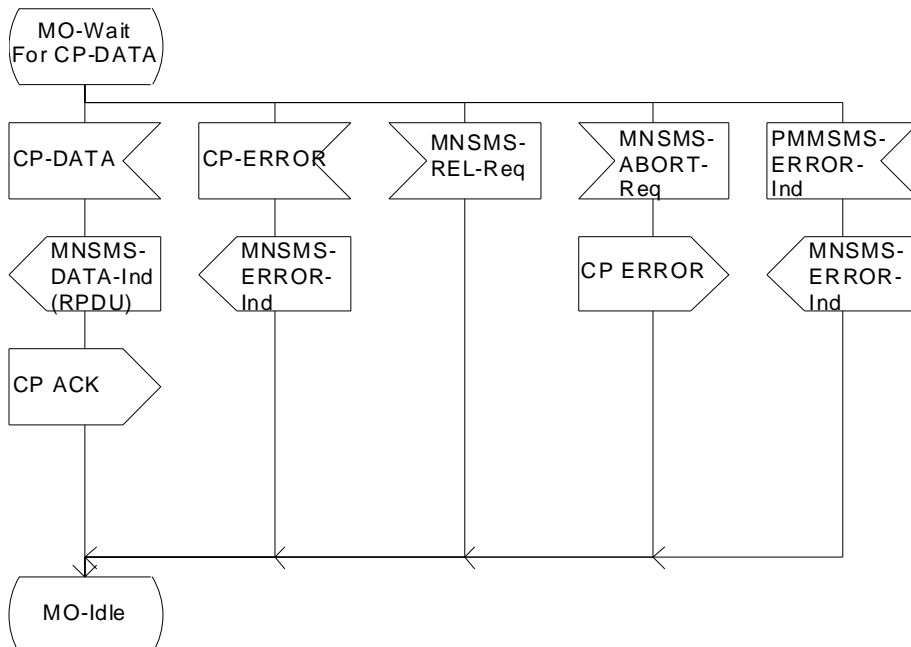 MO-Wait
For CP-DATA
CP-DATA
CP-ERROR
MNSMS-
REL-Req
MNSMS-
ABORT-
Req
PMMSMS-
ERROR-
Ind
MNSMS-
DATA-Ind
(RPDU)
MNSMS-
ERROR-
Ind
CP ERROR
MNSMS-
ERROR-
Ind
CP ACK
MO-Idle